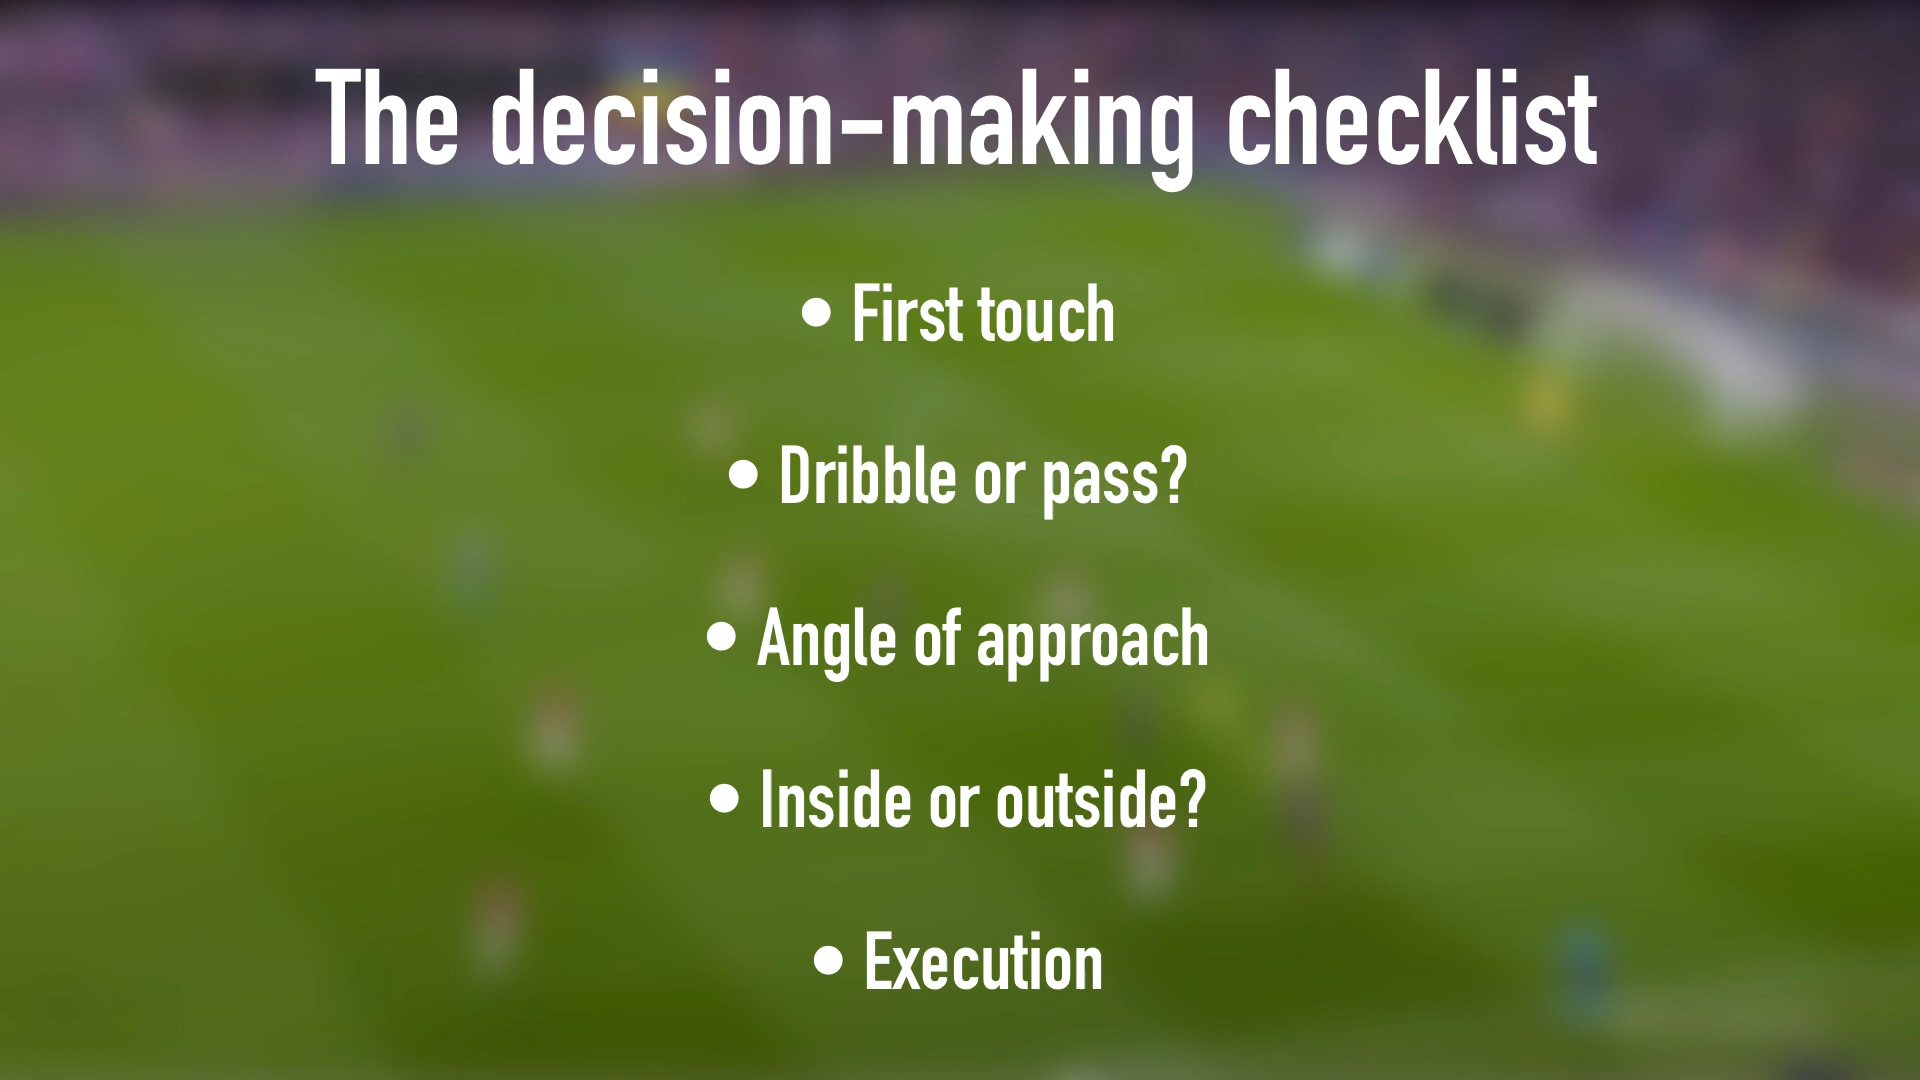 The decision-making checklist
• First touch
• Dribble or pass?
• Angle of approach
• Inside or outside?
• Execution